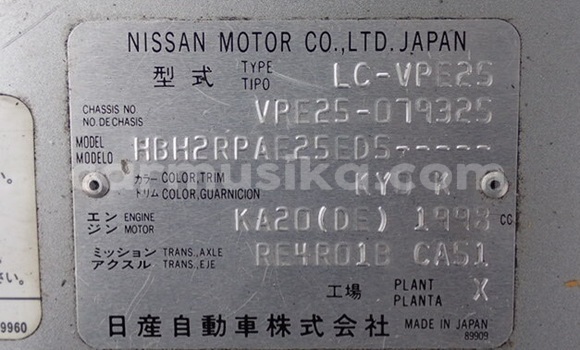 NISSAN MOTOR CO.,LTD.JAPAN
型式 TYPE TIPO LC-VPE25
CHASSIS NO. NO.DECHASIS VPE25-079325
MODEL MODELO HBH2RPAE25EDS-----
カラー COLOR,TRIM トリム COLOR,GUARNICION KY K
エンジン ENGINE MOTOR KA20(DE) 1998 CC
ミッション TRANS.,AXLE アクスル TRANS.,EJE RE4R01B CA51
工場 PLANT PLANTA X
日産自動車株式会社 MADE IN JAPAN
89909
9960